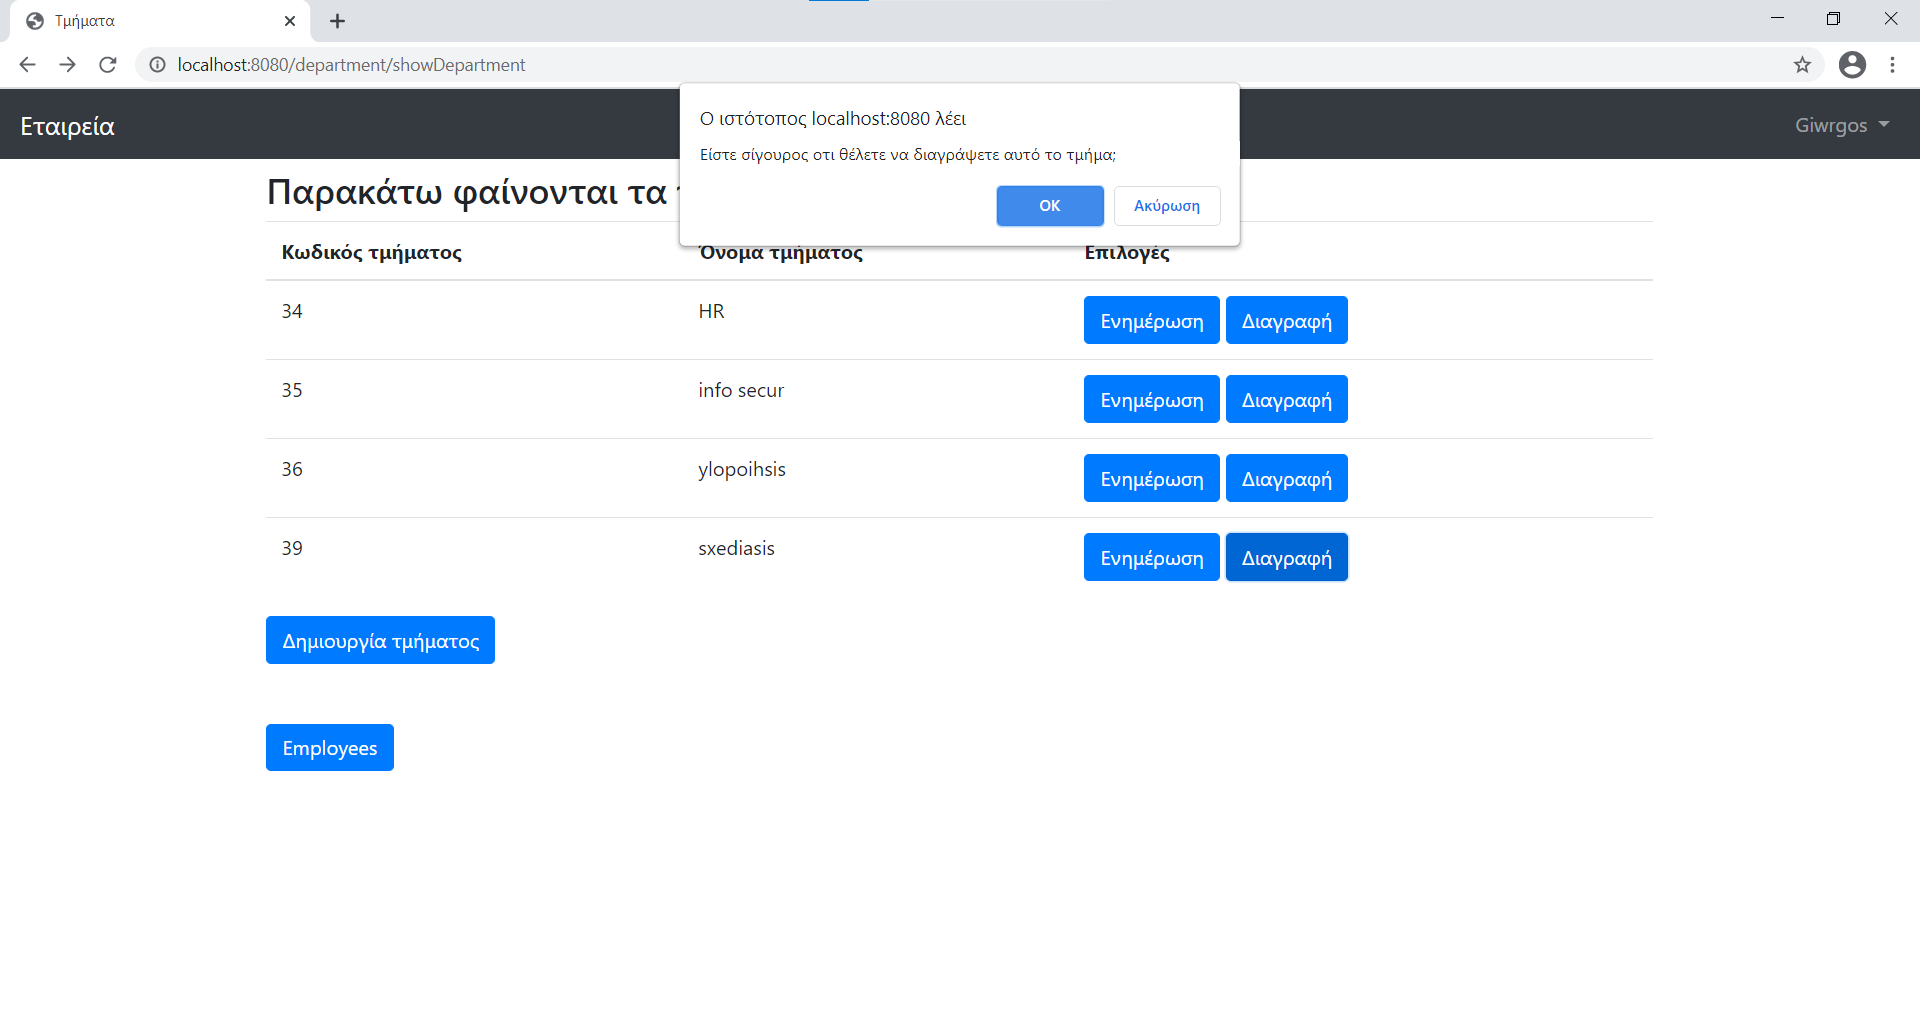 Τμήματα
localhost:8080/department/showDepartment
Εταιρεία
Giwrgos
Ο ιστότοπος localhost:8080 λέει
Είστε σίγουρος οτι θέλετε να διαγράψετε αυτό το τμήμα;
OK Ακύρωση
Παρακάτω φαίνονται τα
Κωδικός τμήματος Όνομα τμήματος Επιλογές
34 HR Ενημέρωση Διαγραφή
35 info secur Ενημέρωση Διαγραφή
36 ylopoihsis Ενημέρωση Διαγραφή
39 sxediasis Ενημέρωση Διαγραφή
Δημιουργία τμήματος
Employees